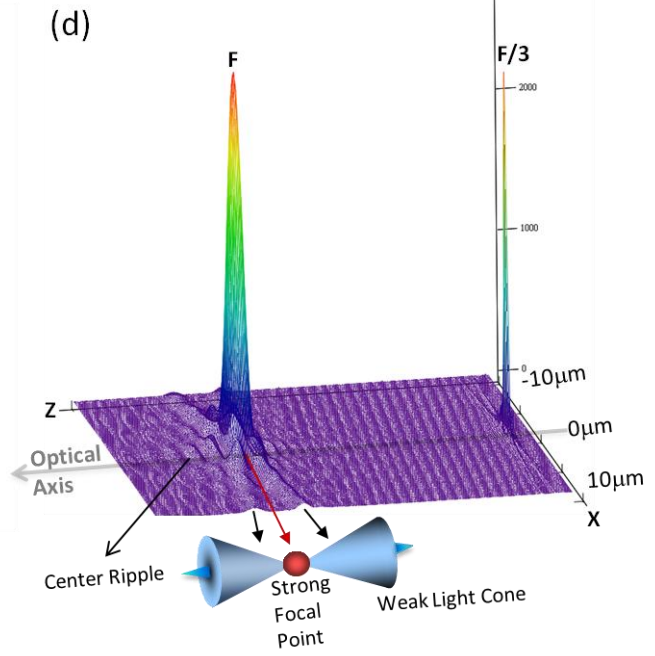 (d)
F
F/3
2000
1000
0
-10μm
Z
0μm
Optical
Axis
10μm
X
Center Ripple
Strong
Focal
Point
Weak Light Cone